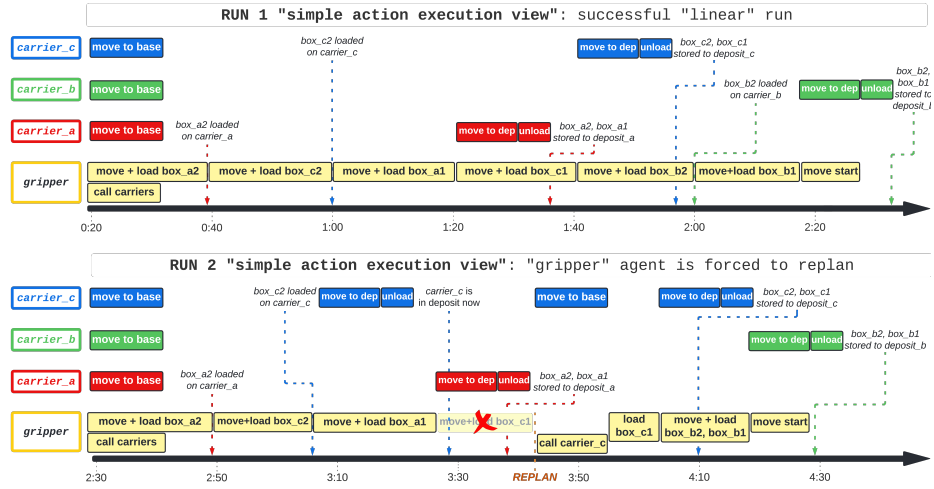 RUN 1 "simple action execution view": successful "linear" run
carrier_c
move to base
box_c2 loaded
on carrier_c
move to dep
unload
box_c2, box_c1
stored to deposit_c
carrier_b
move to base
box_b2 loaded
on carrier_b
move to dep
unload
box_b2,
box_b1
stored to
deposit_b
carrier_a
move to base
box_a2 loaded
on carrier_a
move to dep
unload
box_a2, box_a1
stored to deposit_a
gripper
move + load box_a2
move + load box_c2
move + load box_a1
move + load box_c1
move + load box_b2
move+load box_b1
move start
call carriers
0:20
0:40
1:00
1:20
1:40
2:00
2:20
RUN 2 "simple action execution view": "gripper" agent is forced to replan
carrier_c
move to base
box_c2 loaded
on carrier_c
move to dep
unload
carrier_c is
in deposit now
move to base
move to dep
unload
box_c2, box_c1
stored to deposit_c
carrier_b
move to base
move to dep
unload
box_b2, box_b1
stored to deposit_b
carrier_a
move to base
box_a2 loaded
on carrier_a
move to dep
unload
box_a2, box_a1
stored to deposit_a
gripper
move + load box_a2
move+load box_c2
move + load box_a1
move+load box_c1
load
box_c1
move + load
box_b2, box_b1
move start
call carriers
call carrier_c
2:30
2:50
3:10
3:30
REPLAN
3:50
4:10
4:30